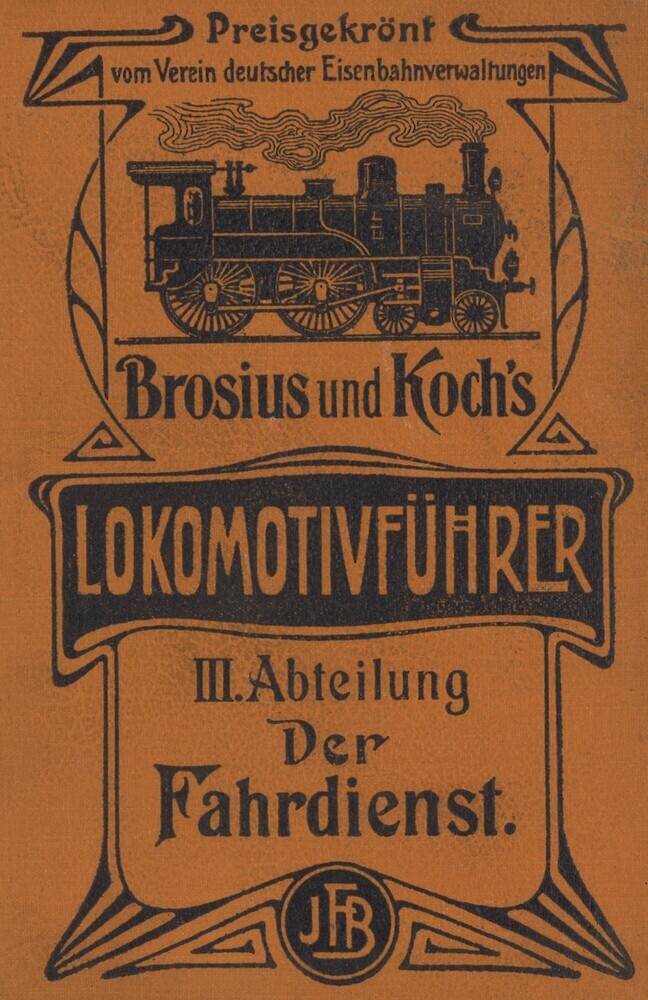 Preisgekrönt
vom Verein deutscher Eisenbahnverwaltungen
Brosius und Koch's
LOKOMOTIVFÜHRER
III. Abteilung
Der
Fahrdienst.
JFB